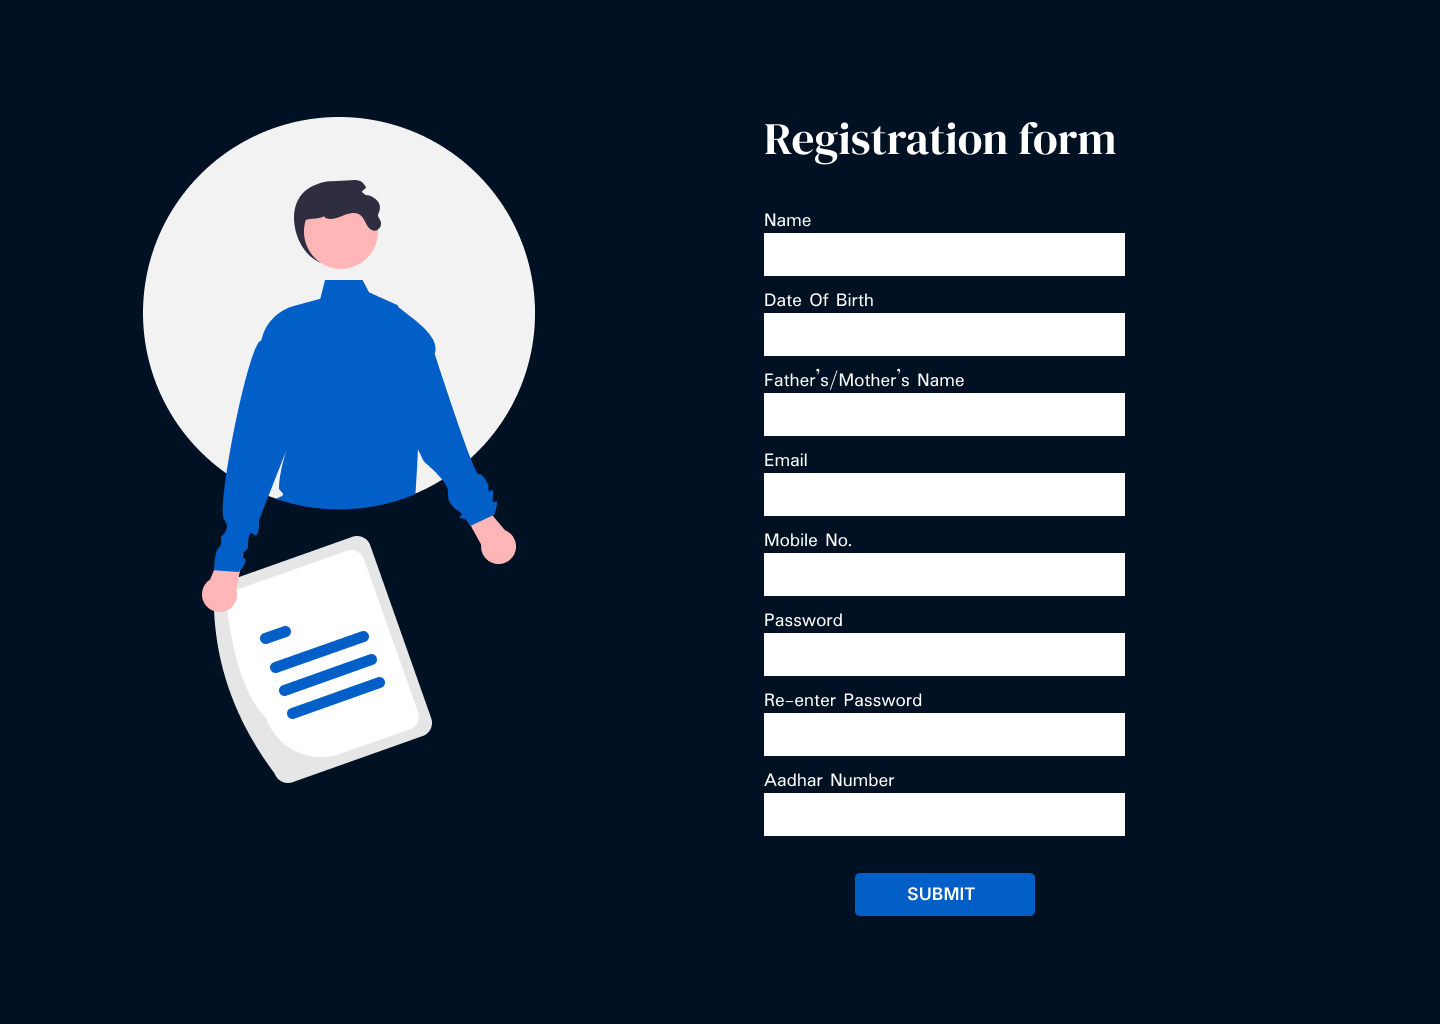 Registration form
Name
Date Of Birth
Father's/Mother's Name
Email
Mobile No.
Password
Re-enter Password
Aadhar Number
SUBMIT